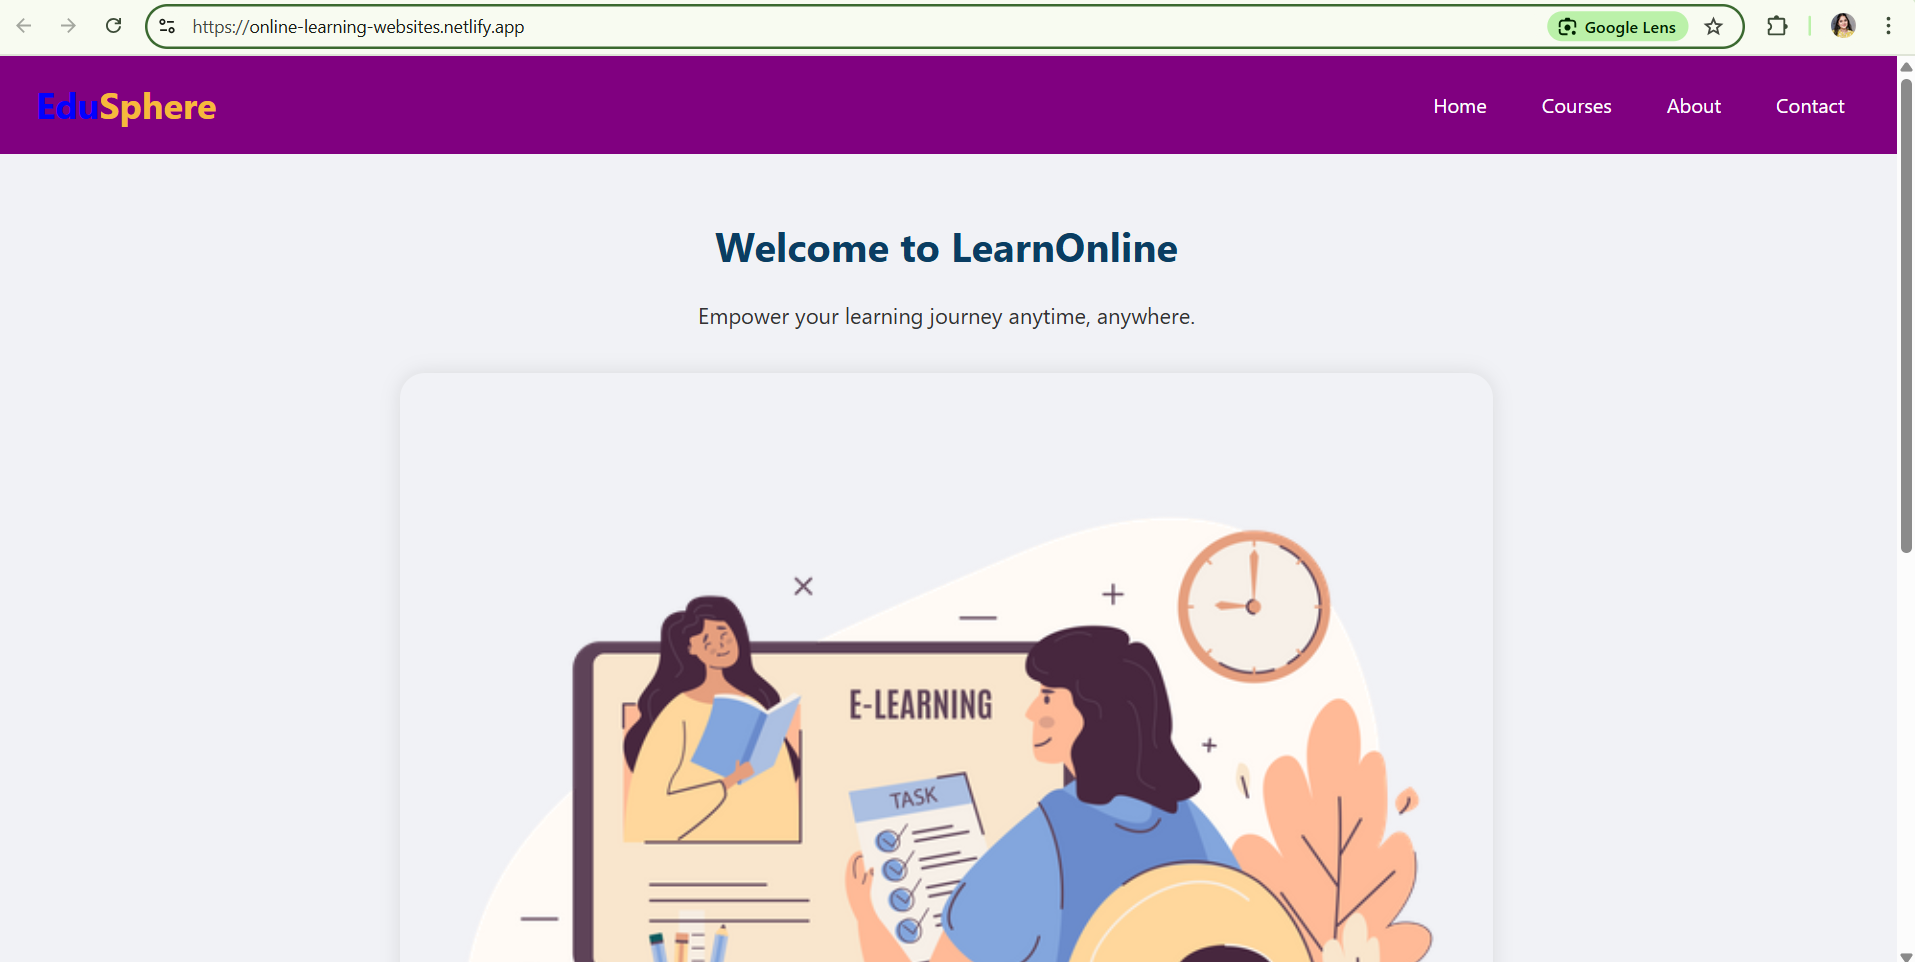 https://online-learning-websites.netlify.app
Google Lens
EduSphere
Home Courses About Contact
Welcome to LearnOnline
Empower your learning journey anytime, anywhere.
E-LEARNING
TASK